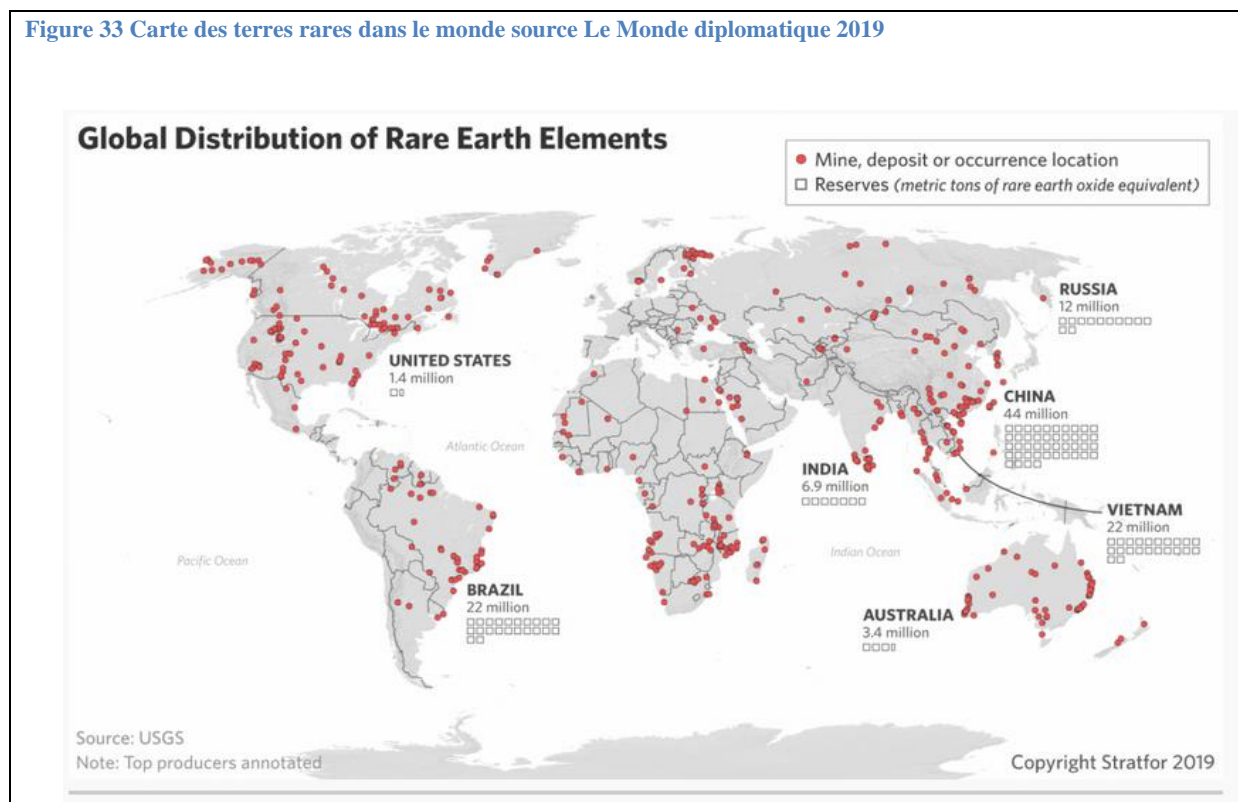 Figure 33 Carte des terres rares dans le monde source Le Monde diplomatique 2019
Global Distribution of Rare Earth Elements
Mine, deposit or occurrence location
Reserves (metric tons of rare earth oxide equivalent)
RUSSIA
12 million
UNITED STATES
1.4 million
CHINA
44 million
Atlantic Ocean
INDIA
6.9 million
VIETNAM
22 million
Pacific Ocean
Indian Ocean
BRAZIL
22 million
AUSTRALIA
3.4 million
Source: USGS
Note: Top producers annotated
Copyright Stratfor 2019